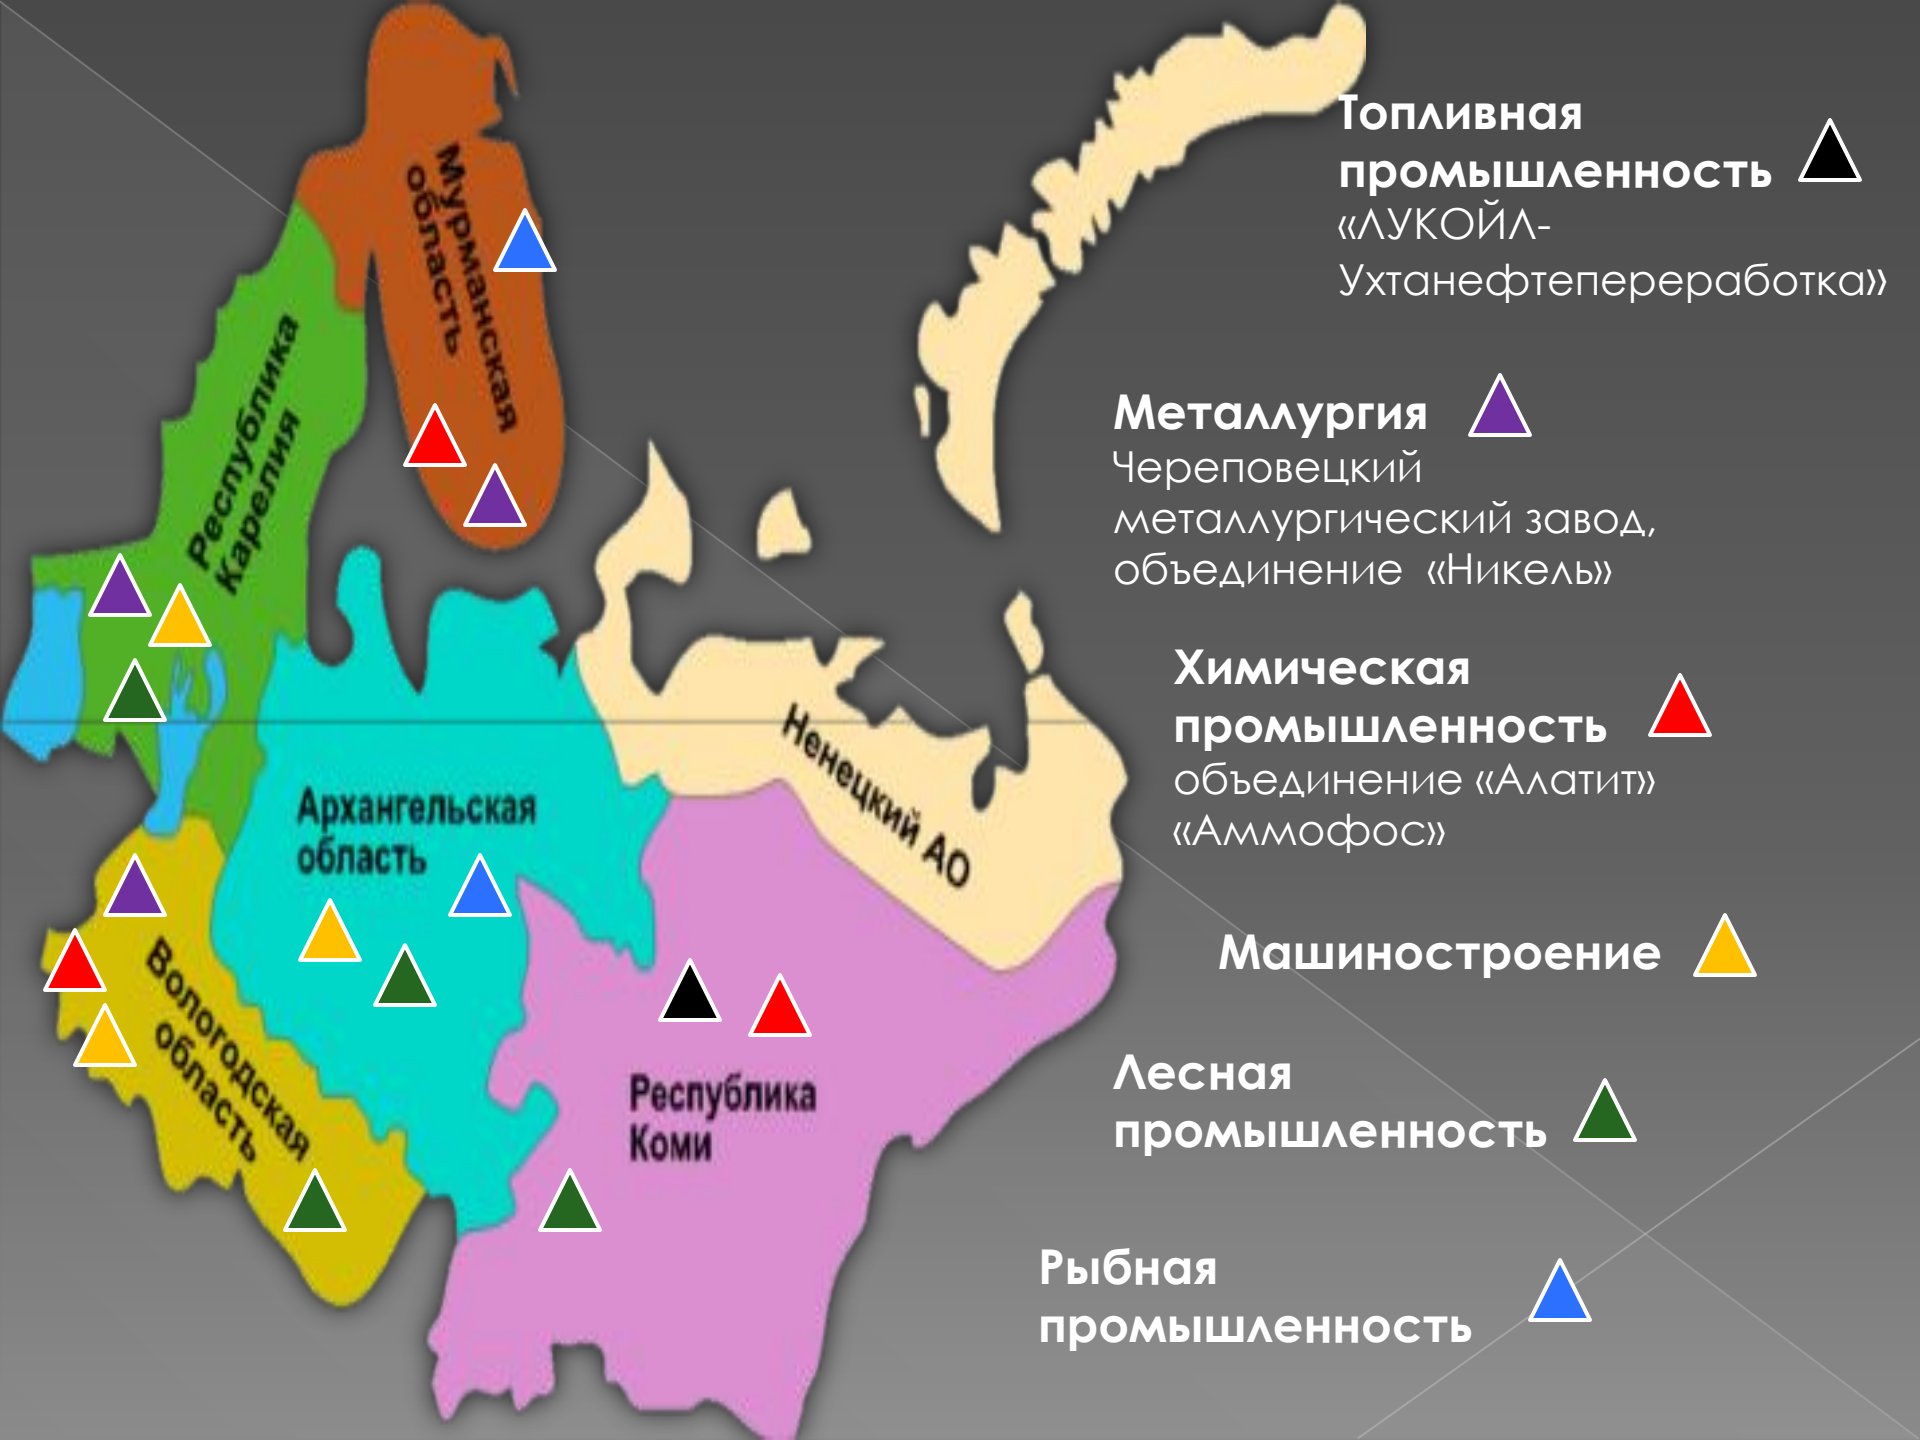 Мурманская
область
Республика
Карелия
Архангельская
область
Ненецкий АО
Вологодская
область
Республика
Коми
Топливная
промышленность
«ЛУКОЙЛ-
Ухтанефтепереработка»
Металлургия
Череповецкий
металлургический завод,
объединение «Никель»
Химическая
промышленность
объединение «Алатит»
«Аммофос»
Машиностроение
Лесная
промышленность
Рыбная
промышленность